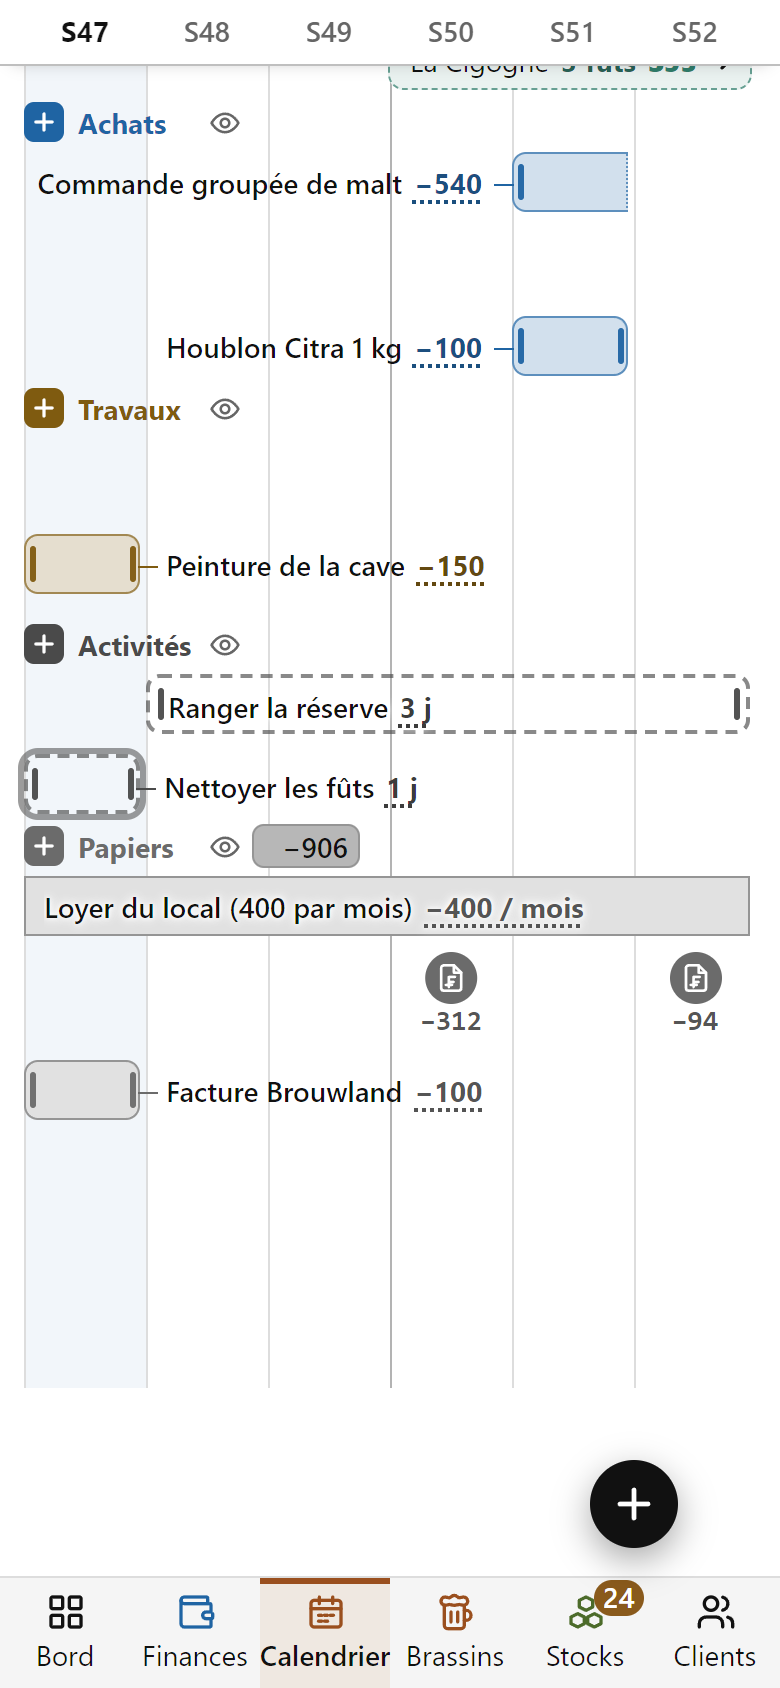 S47 S48 S49 S50 S51 S52
La Cigogne
Achats
Commande groupée de malt −540
Houblon Citra 1 kg −100
Travaux
Peinture de la cave −150
Activités
Ranger la réserve 3 j
Nettoyer les fûts 1 j
Papiers −906
Loyer du local (400 par mois) −400 / mois
−312 −94
Facture Brouwland −100
24
Bord Finances Calendrier Brassins Stocks Clients